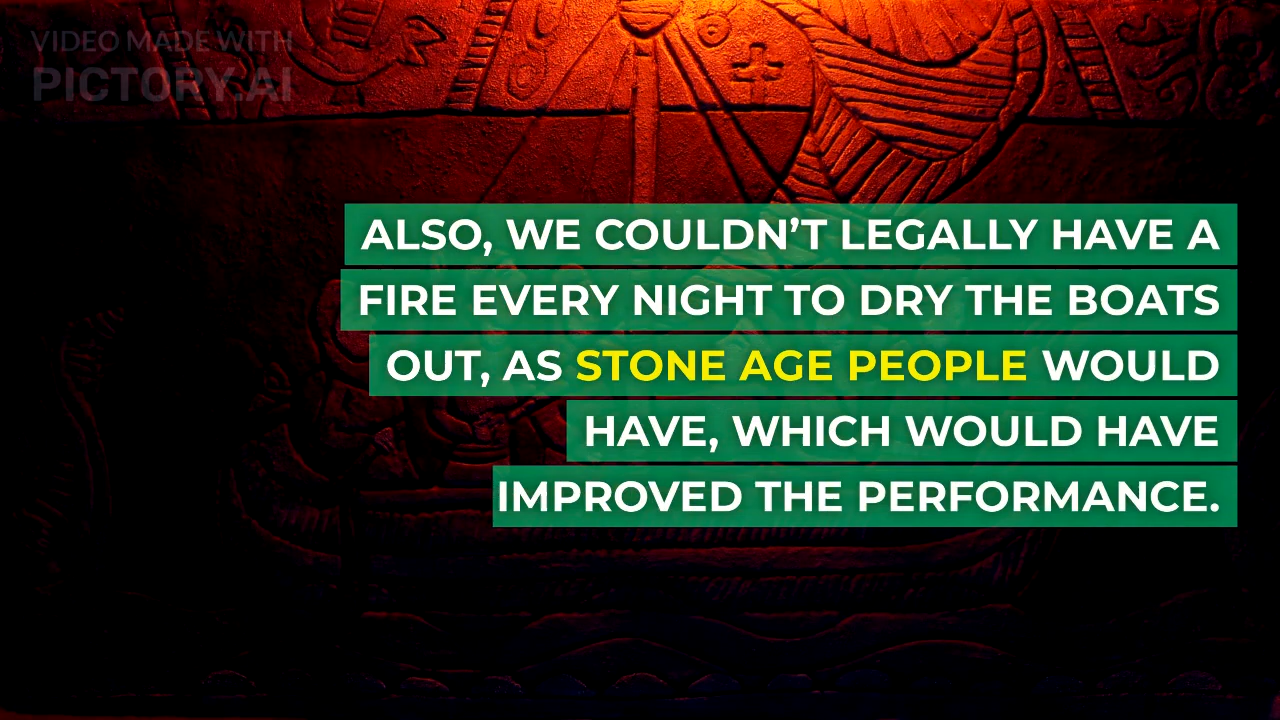 VIDEO MADE WITH
PICTORY.AI
ALSO, WE COULDN’T LEGALLY HAVE A
FIRE EVERY NIGHT TO DRY THE BOATS
OUT, AS STONE AGE PEOPLE WOULD
HAVE, WHICH WOULD HAVE
IMPROVED THE PERFORMANCE.